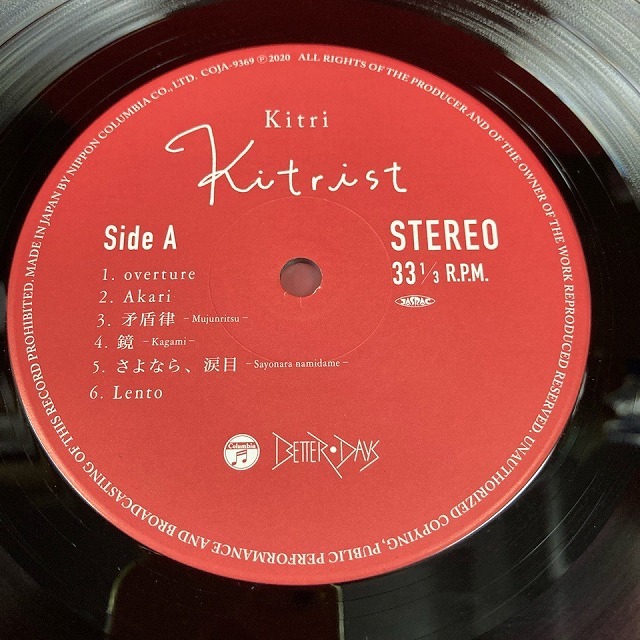 MADE IN JAPAN BY NIPPON COLUMBIA CO., LTD. COJA-9369 ℗ 2020 ALL RIGHTS OF THE PRODUCER AND OF THE OWNER OF THE WORK REPRODUCED RESERVED. UNAUTHORIZED COPYING, PUBLIC PERFORMANCE AND BROADCASTING OF THIS RECORD PROHIBITED.
Kitri
Kitrist
Side A
STEREO
33 1/3 R.P.M.
JASRAC
1. overture
2. Akari
3. 矛盾律 －Mujunritsu－
4. 鏡 －Kagami－
5. さよなら、涙目 －Sayonara namidame－
6. Lento
Columbia
BETTER・DAYS